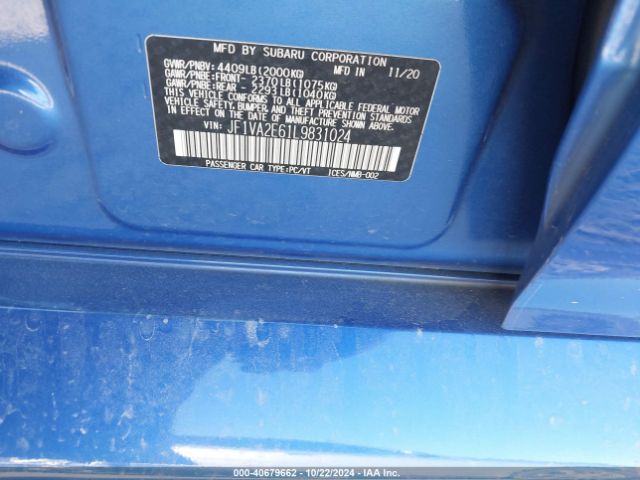 MFD BY SUBARU CORPORATION
GVWR/PNBV: 4409LB(2000KG) MFD IN 11/20
GAWR/PNBE:FRONT- 2370LB(1075KG)
GAWR/PNBE:REAR - 2293LB(1040KG)
THIS VEHICLE CONFORMS TO ALL APPLICABLE FEDERAL MOTOR
VEHICLE SAFETY, BUMPER, AND THEFT PREVENTION STANDARDS
IN EFFECT ON THE DATE OF MANUFACTURE SHOWN ABOVE.
VIN: JF1VA2E61L9831024
PASSENGER CAR TYPE:PC/VT ICES/NMB-002
000-40679662 - 10/22/2024 - IAA Inc.